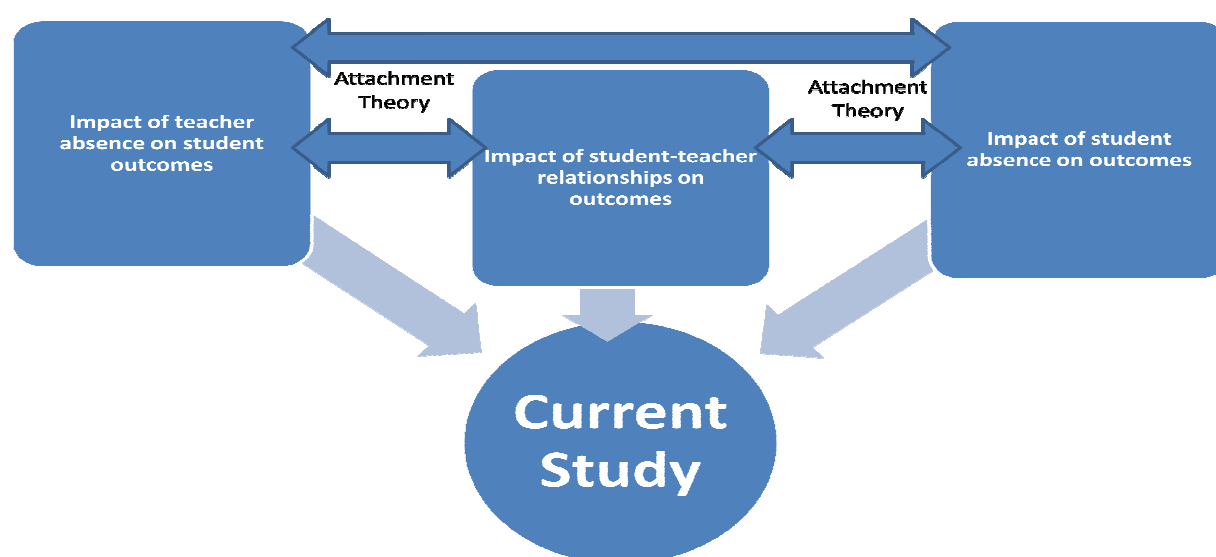 Impact of teacher
absence on student
outcomes
Attachment
Theory
Impact of student-teacher
relationships on
outcomes
Attachment
Theory
Impact of student
absence on outcomes
Current
Study